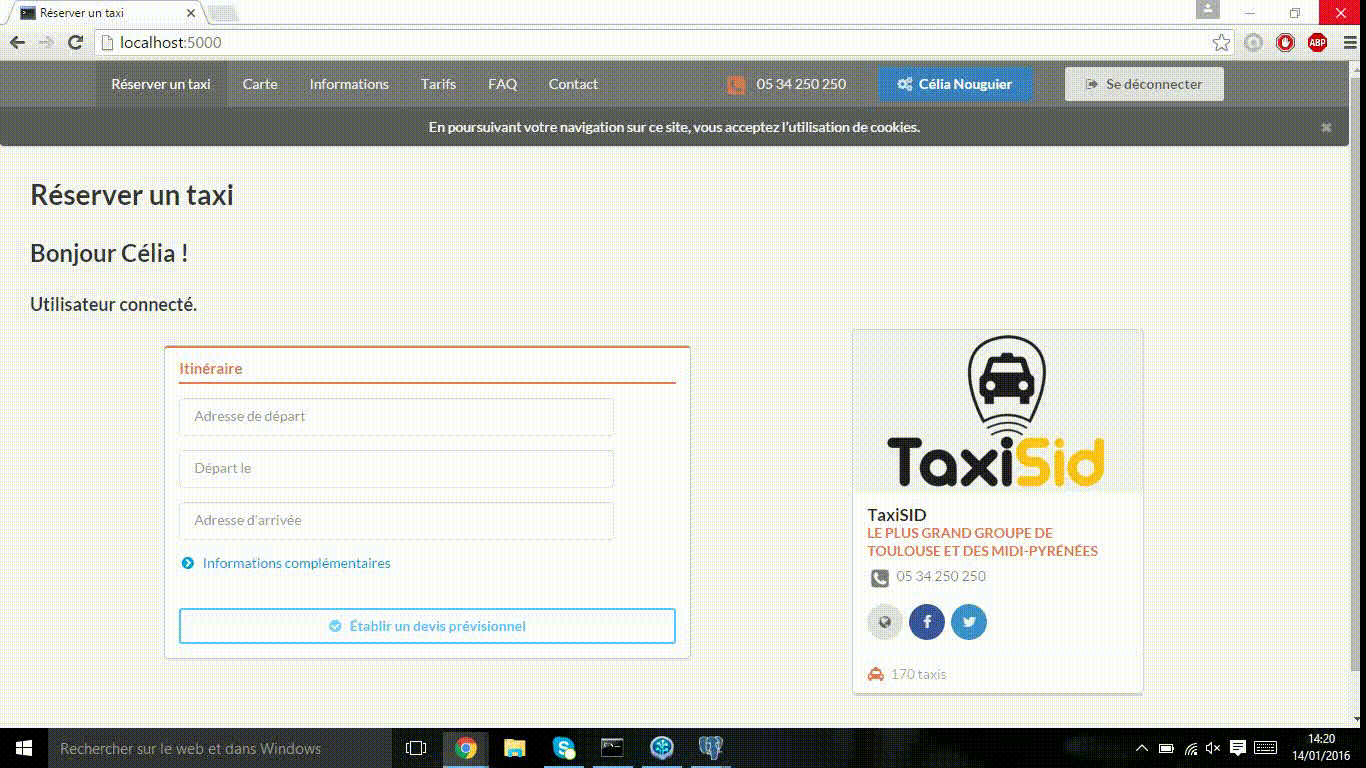 Réserver un taxi
localhost:5000
ABP
Réserver un taxi Carte Informations Tarifs FAQ Contact 05 34 250 250 Célia Nouguier Se déconnecter
En poursuivant votre navigation sur ce site, vous acceptez l'utilisation de cookies.
Réserver un taxi
Bonjour Célia !
Utilisateur connecté.
Itinéraire
Adresse de départ
Départ le
Adresse d'arrivée
Informations complémentaires
Établir un devis prévisionnel
TaxiSid
TaxiSID
LE PLUS GRAND GROUPE DE
TOULOUSE ET DES MIDI-PYRÉNÉES
05 34 250 250
170 taxis
Rechercher sur le web et dans Windows
14:20
14/01/2016